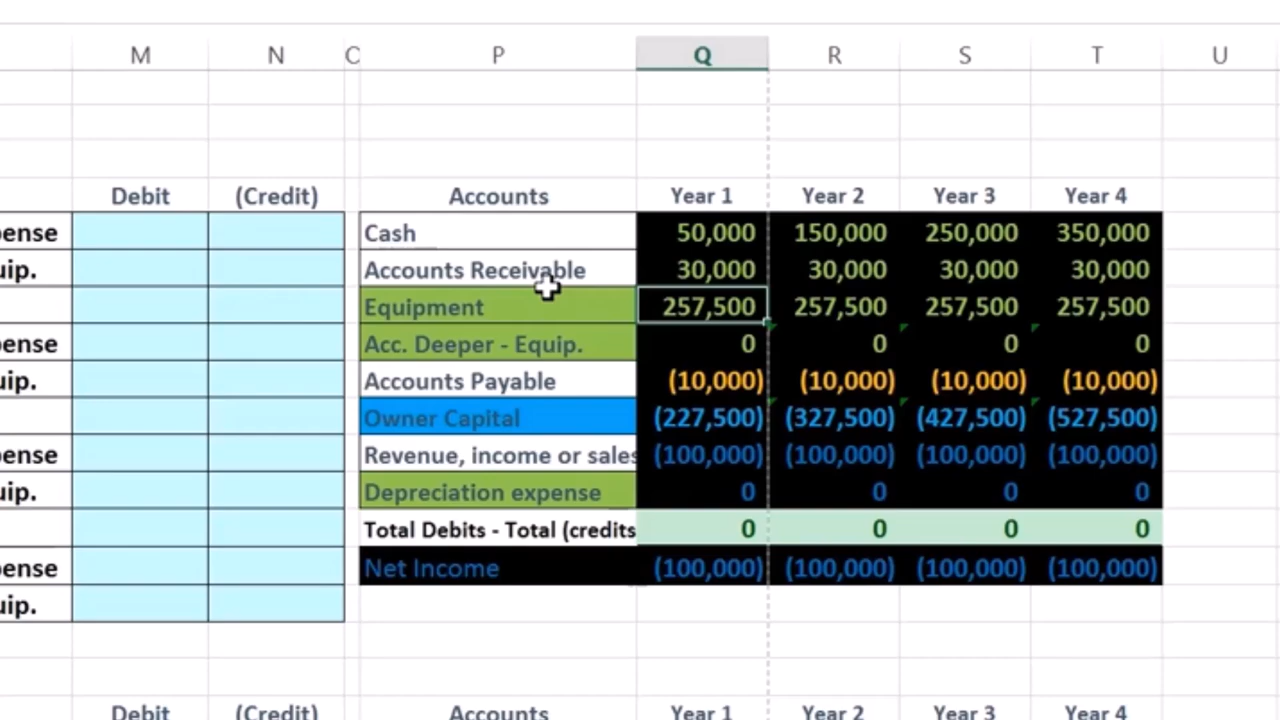 M N O P Q R S T U
Debit (Credit) Accounts Year 1 Year 2 Year 3 Year 4
pense Cash 50,000 150,000 250,000 350,000
uip. Accounts Receivable 30,000 30,000 30,000 30,000
Equipment 257,500 257,500 257,500 257,500
pense Acc. Deeper - Equip. 0 0 0 0
uip. Accounts Payable (10,000) (10,000) (10,000) (10,000)
Owner Capital (227,500) (327,500) (427,500) (527,500)
pense Revenue, income or sales (100,000) (100,000) (100,000) (100,000)
uip. Depreciation expense 0 0 0 0
Total Debits - Total (credits 0 0 0 0
pense Net Income (100,000) (100,000) (100,000) (100,000)
uip.
Debit (Credit) Accounts Year 1 Year 2 Year 3 Year 4